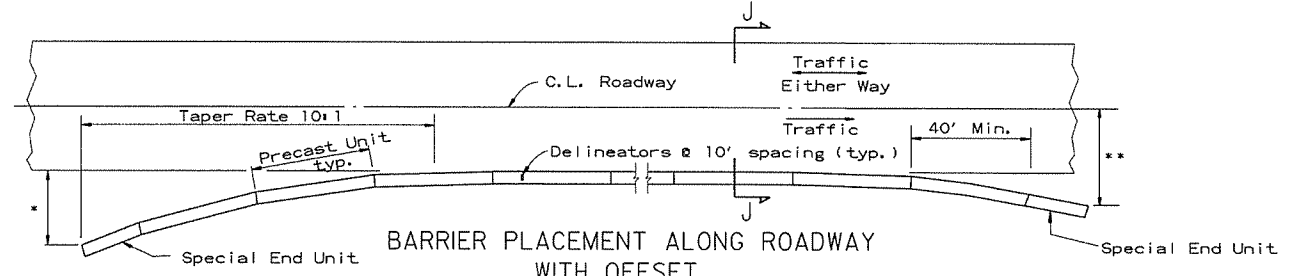 J
Traffic
Either Way
C.L. Roadway
Taper Rate 10:1
Traffic
40' Min.
Precast Unit
typ.
Delineators @ 10' spacing (typ.)
*
**
J
Special End Unit
BARRIER PLACEMENT ALONG ROADWAY
WITH OFFSET
Special End Unit